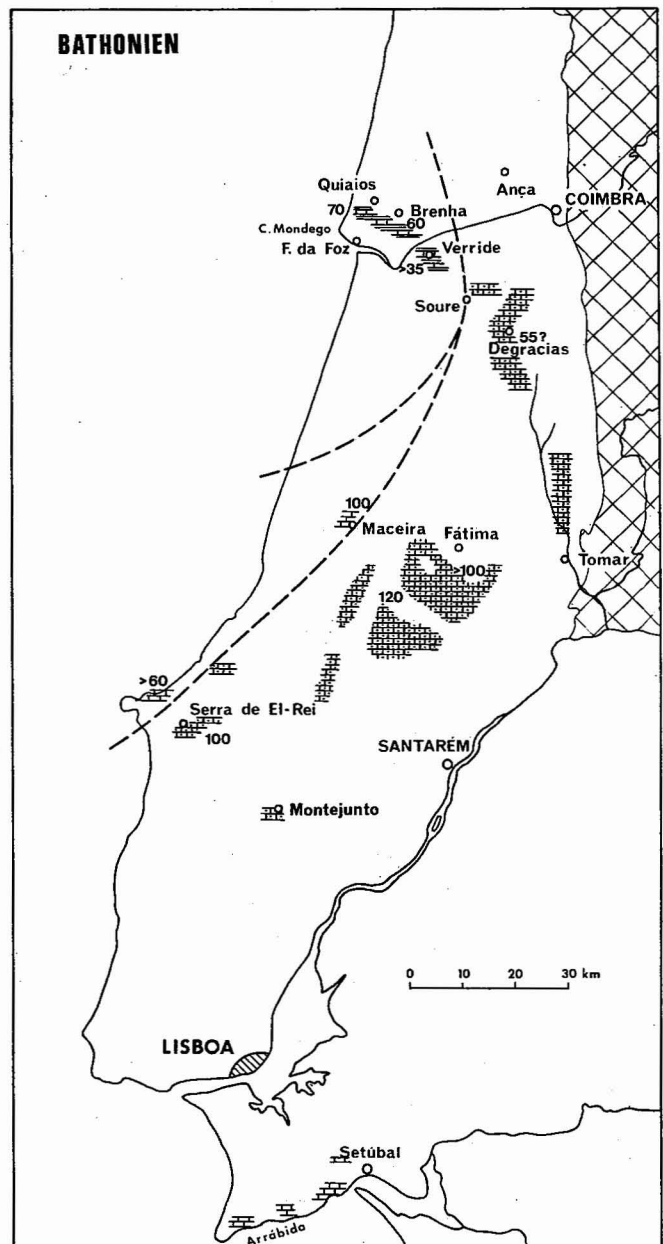 BATHONIEN
Ança
Quiaios
COIMBRA
70
Brenha
60
C. Mondego
F. da Foz
Verride
>35
Soure
55?
Degracias
100
Maceira
Fátima
>100
Tomar
120
>60
Serra de El-Rei
100
SANTARÉM
Montejunto
0 10 20 30 km
LISBOA
Setúbal
Arrábida